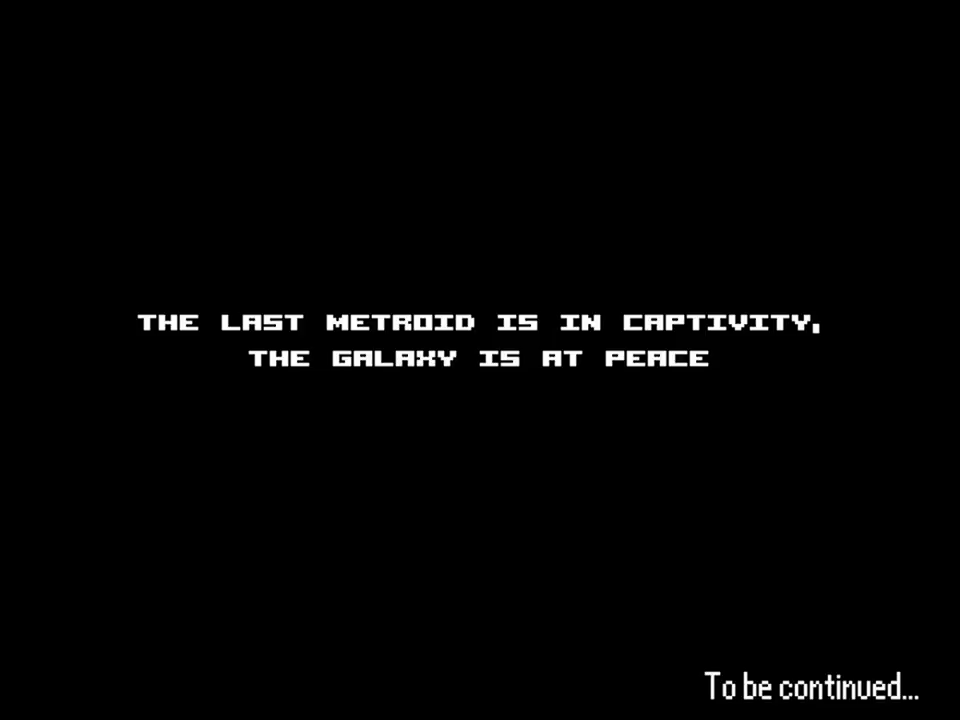 THE LAST METROID IS IN CAPTIVITY,
THE GALAXY IS AT PEACE
To be continued...